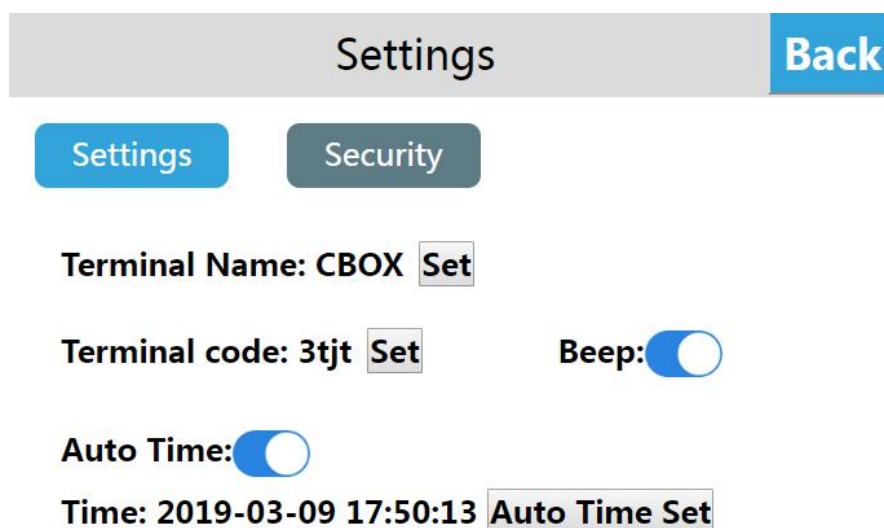 Settings Back
Settings Security
Terminal Name: CBOX Set
Terminal code: 3tjt Set Beep:
Auto Time:
Time: 2019-03-09 17:50:13 Auto Time Set